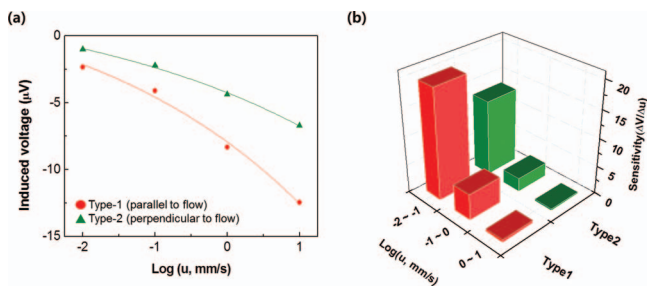 (a)
0
-5
-10
-15
Induced voltage (μV)
Type-1 (parallel to flow)
Type-2 (perpendicular to flow)
-2
-1
0
1
Log (u, mm/s)
(b)
20
15
10
5
0
Sensitivity(ΔV/Δu)
-2~-1
-1~0
0~1
Log(u, mm/s)
Type1
Type2